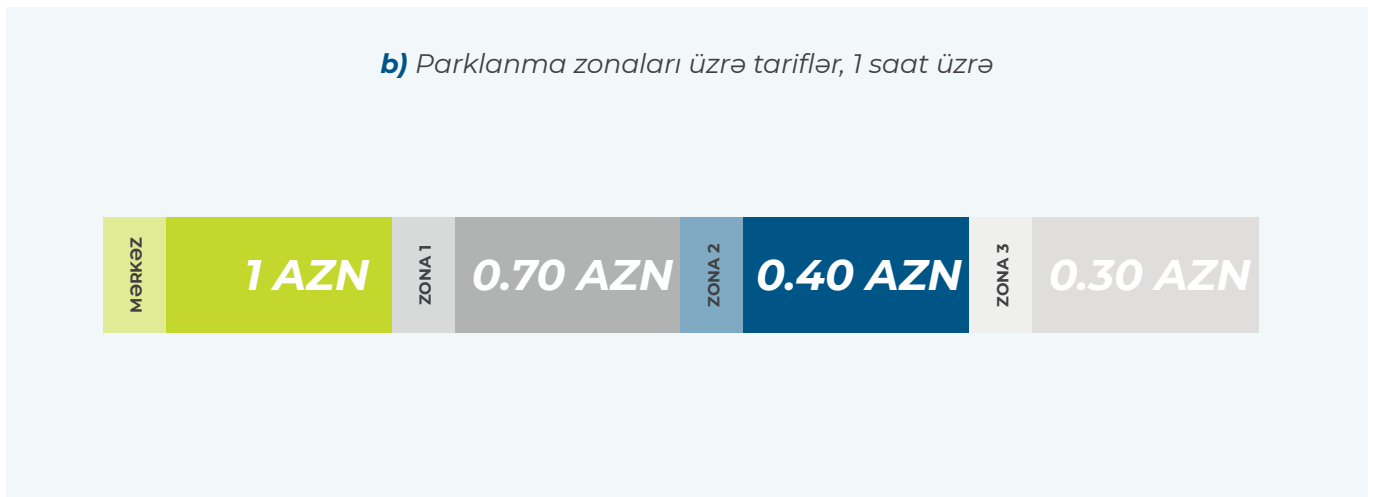 b) Parklanma zonaları üzrə tariflər, 1 saat üzrə
MƏRKƏZ
1 AZN
ZONA 1
0.70 AZN
ZONA 2
0.40 AZN
ZONA 3
0.30 AZN